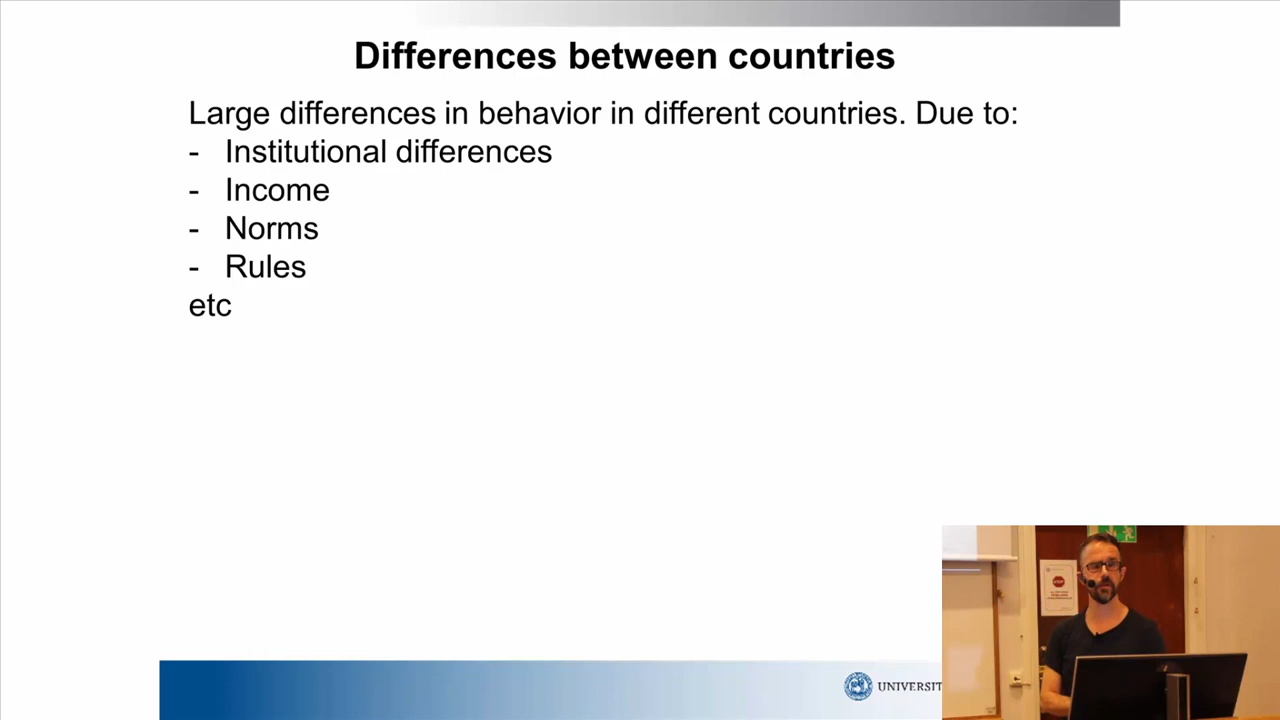 Differences between countries
Large differences in behavior in different countries. Due to:
- Institutional differences
- Income
- Norms
- Rules
etc
UNIVERSIT
STOP